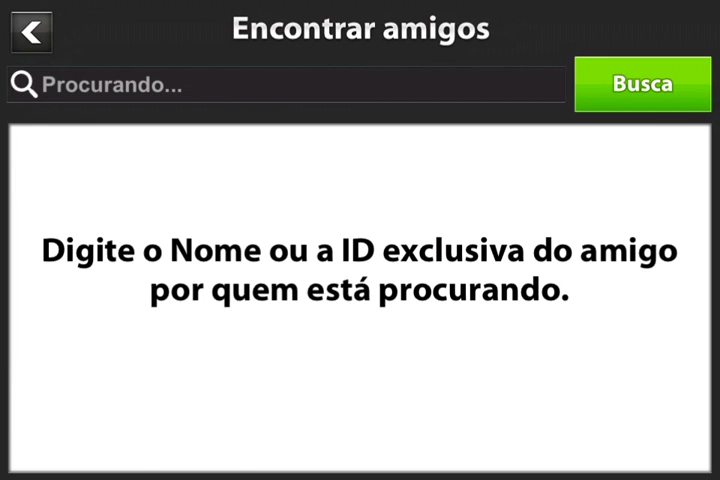 Encontrar amigos
Procurando...
Busca
Digite o Nome ou a ID exclusiva do amigo
por quem está procurando.